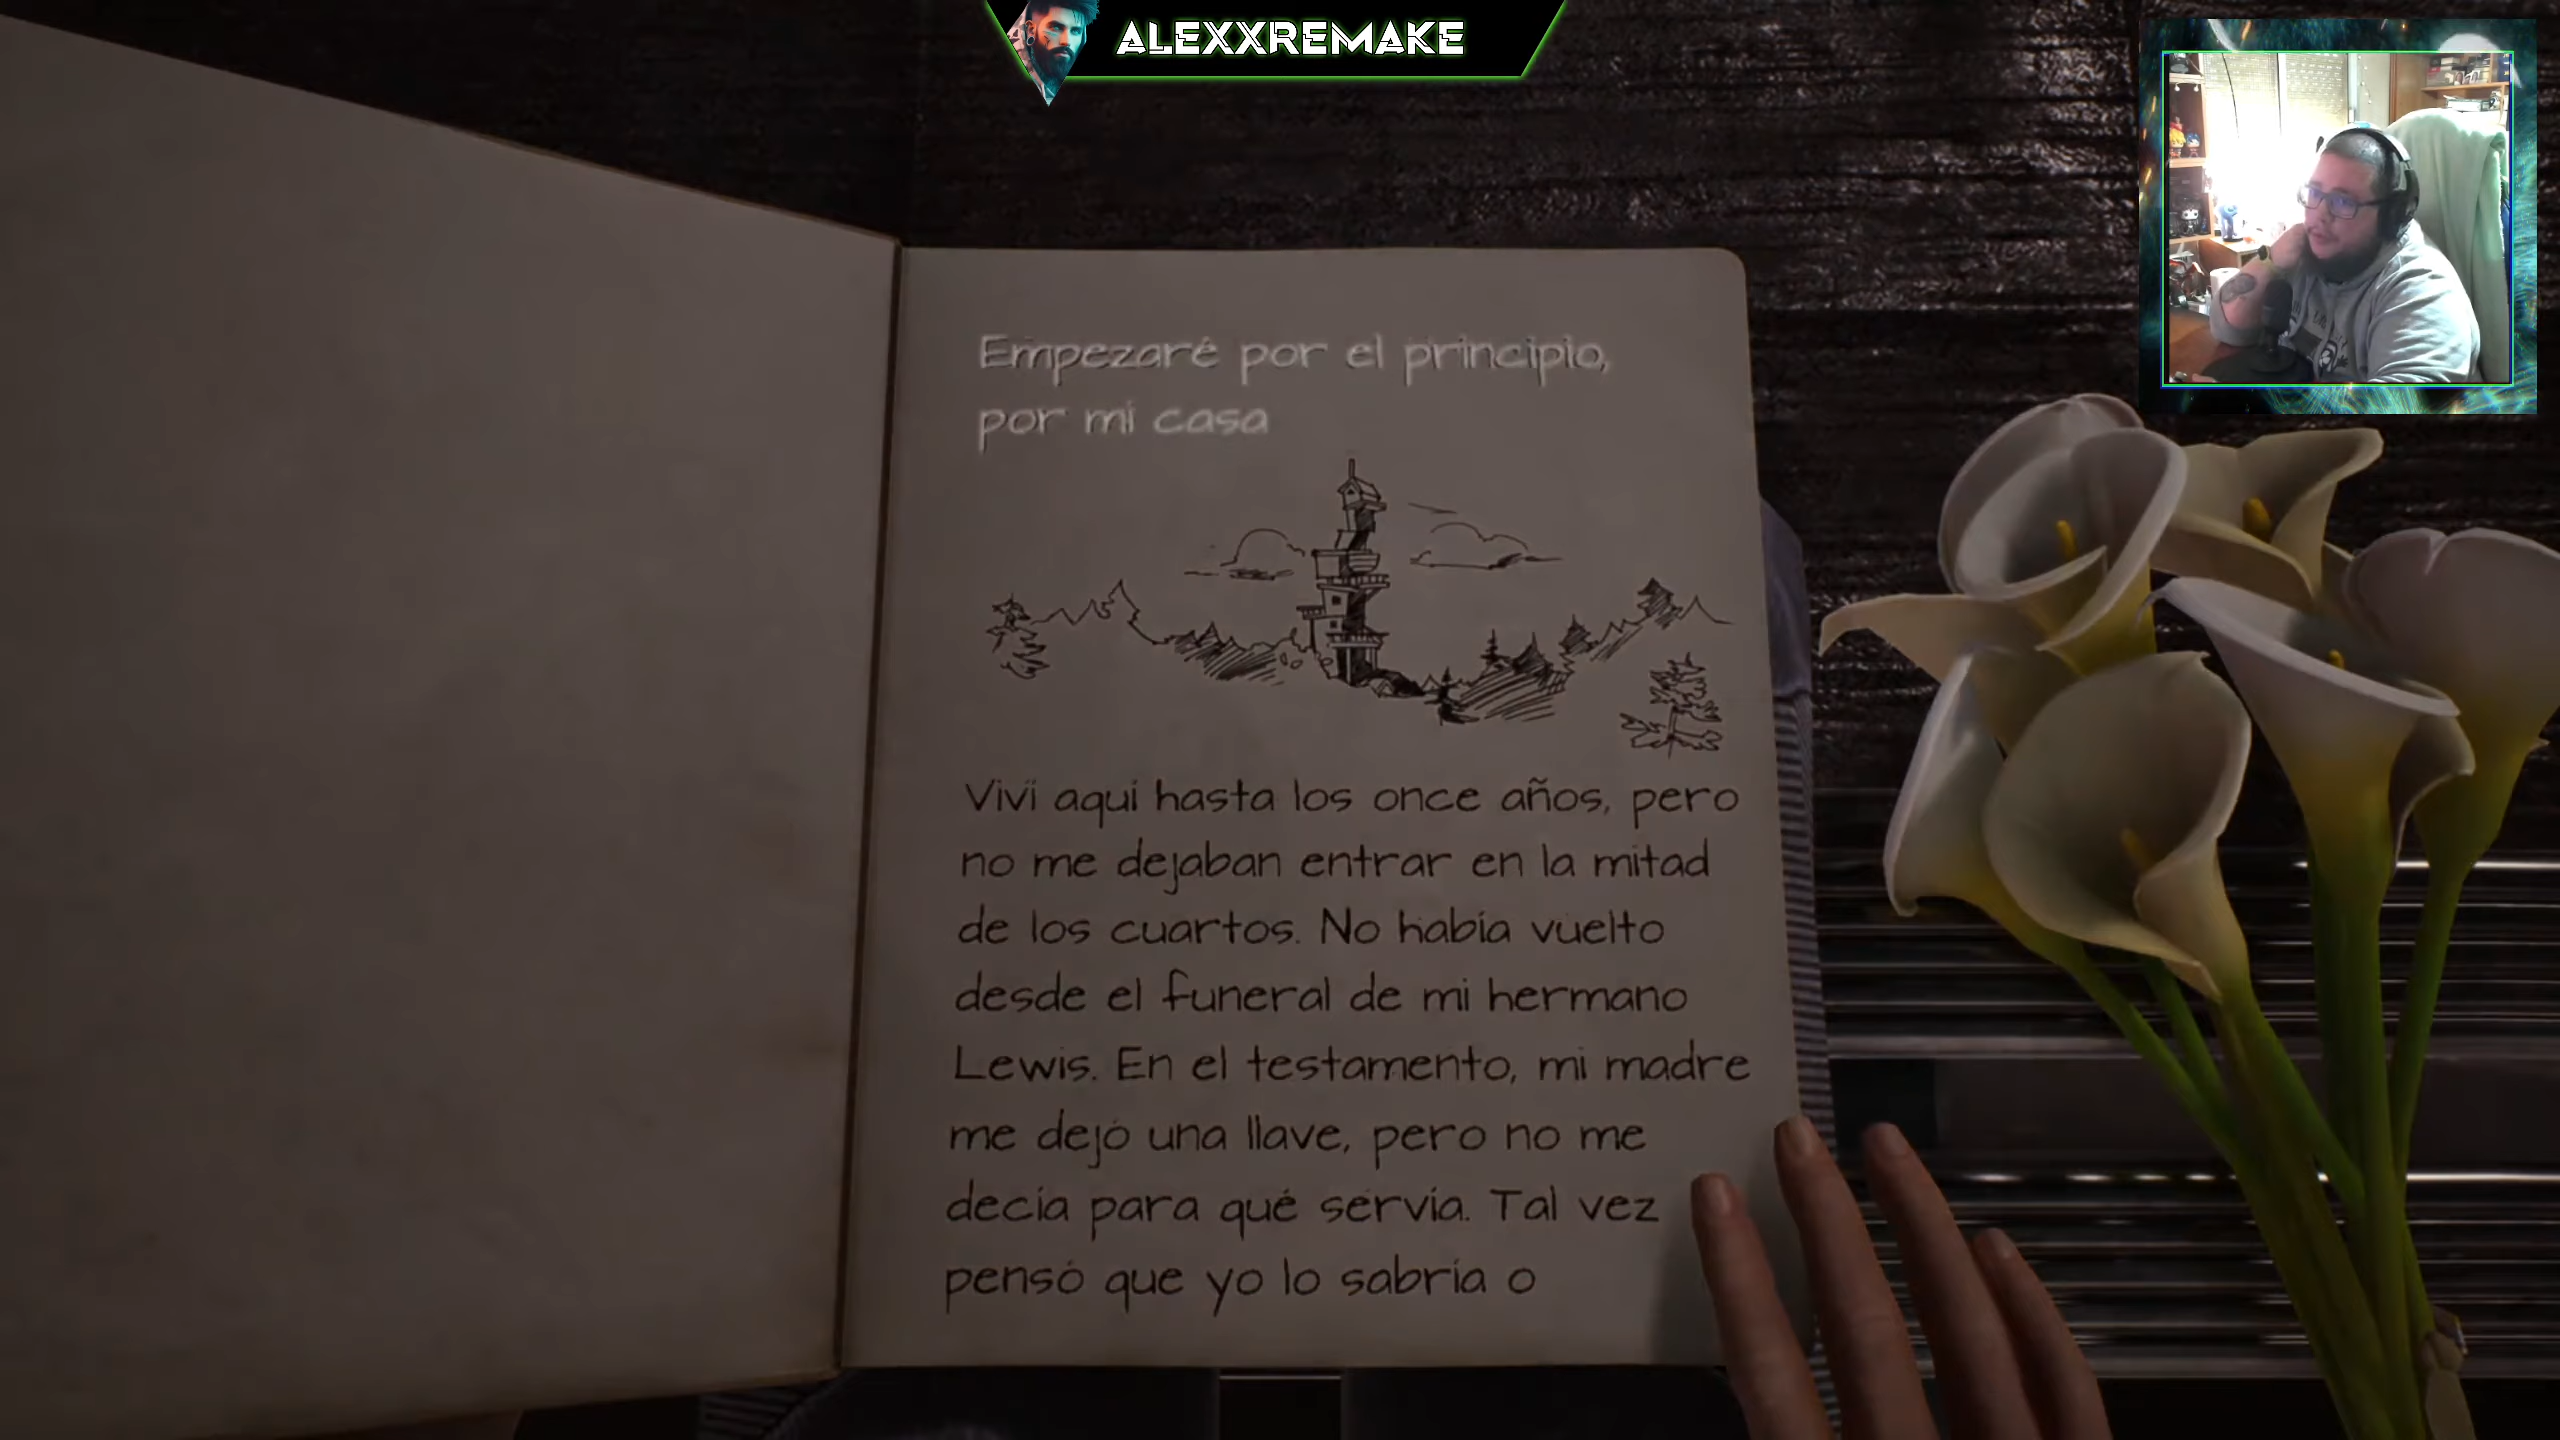 ALEXXREMAKE
Empezaré por el principio,
por mi casa
Viví aquí hasta los once años, pero
no me dejaban entrar en la mitad
de los cuartos. No había vuelto
desde el funeral de mi hermano
Lewis. En el testamento, mi madre
me dejó una llave, pero no me
decía para qué servía. Tal vez
pensó que yo lo sabría o